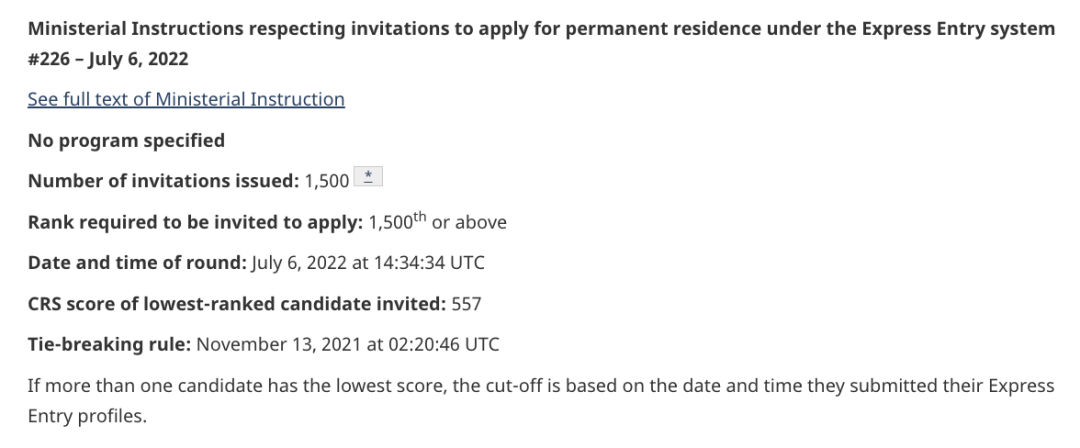 Ministerial Instructions respecting invitations to apply for permanent residence under the Express Entry system
#226 – July 6, 2022
See full text of Ministerial Instruction
No program specified
Number of invitations issued: 1,500 *
Rank required to be invited to apply: 1,500th or above
Date and time of round: July 6, 2022 at 14:34:34 UTC
CRS score of lowest-ranked candidate invited: 557
Tie-breaking rule: November 13, 2021 at 02:20:46 UTC
If more than one candidate has the lowest score, the cut-off is based on the date and time they submitted their Express
Entry profiles.